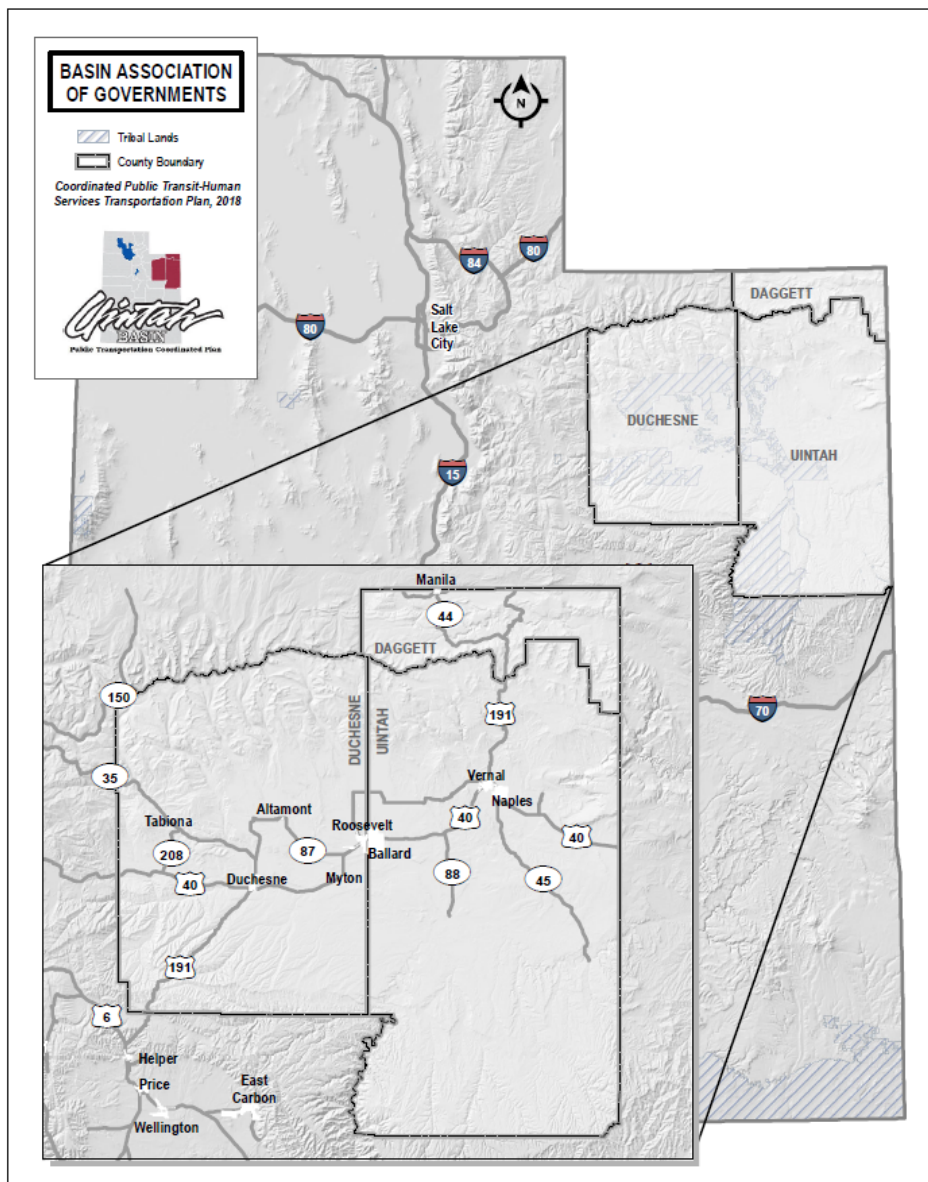 BASIN ASSOCIATION
OF GOVERNMENTS
Tribal Lands
County Boundary
Coordinated Public Transit-Human
Services Transportation Plan, 2018
Uintah
BASIN
Public Transportation Coordinated Plan
N
84
80
80
Salt
Lake
City
15
DAGGETT
DUCHESNE
UINTAH
70
Manila
44
DAGGETT
150
DUCHESNE
UINTAH
191
35
Vernal
Naples
Altamont
Tabiona
Roosevelt
40
40
87
Ballard
208
40
Duchesne
Myton
88
45
191
6
Helper
Price
East
Carbon
Wellington